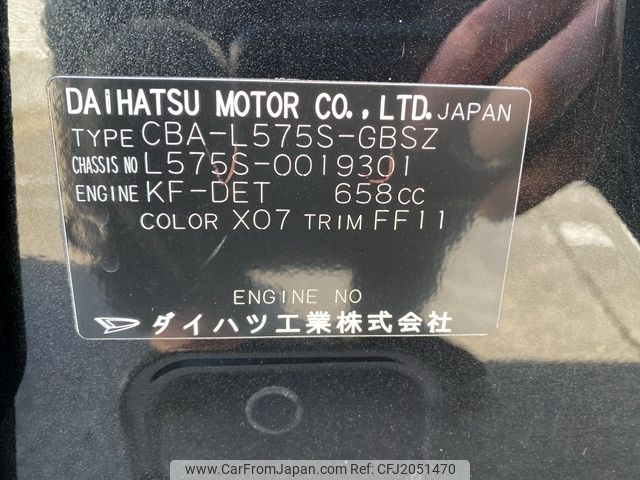 DAIHATSU MOTOR CO., LTD. JAPAN
TYPE CBA-L575S-GBSZ
CHASSIS NO L575S-0019301
ENGINE KF-DET 658CC
COLOR X07 TRIM FF11
ENGINE NO
ダイハツ工業株式会社
www.CarFromJapan.com | CarFromJapan | CFJ2051470